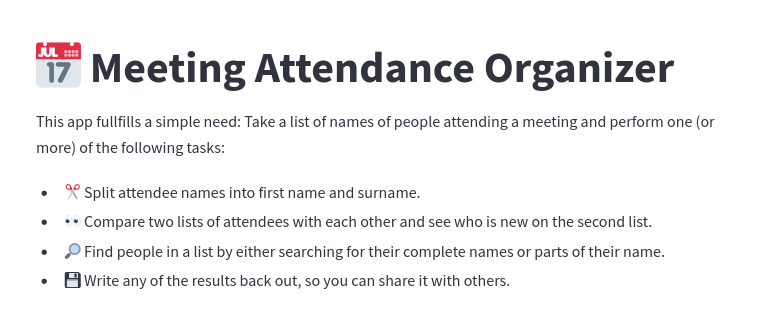 JUL
17
Meeting Attendance Organizer
This app fullfills a simple need: Take a list of names of people attending a meeting and perform one (or
more) of the following tasks:
• Split attendee names into first name and surname.
• Compare two lists of attendees with each other and see who is new on the second list.
• Find people in a list by either searching for their complete names or parts of their name.
• Write any of the results back out, so you can share it with others.